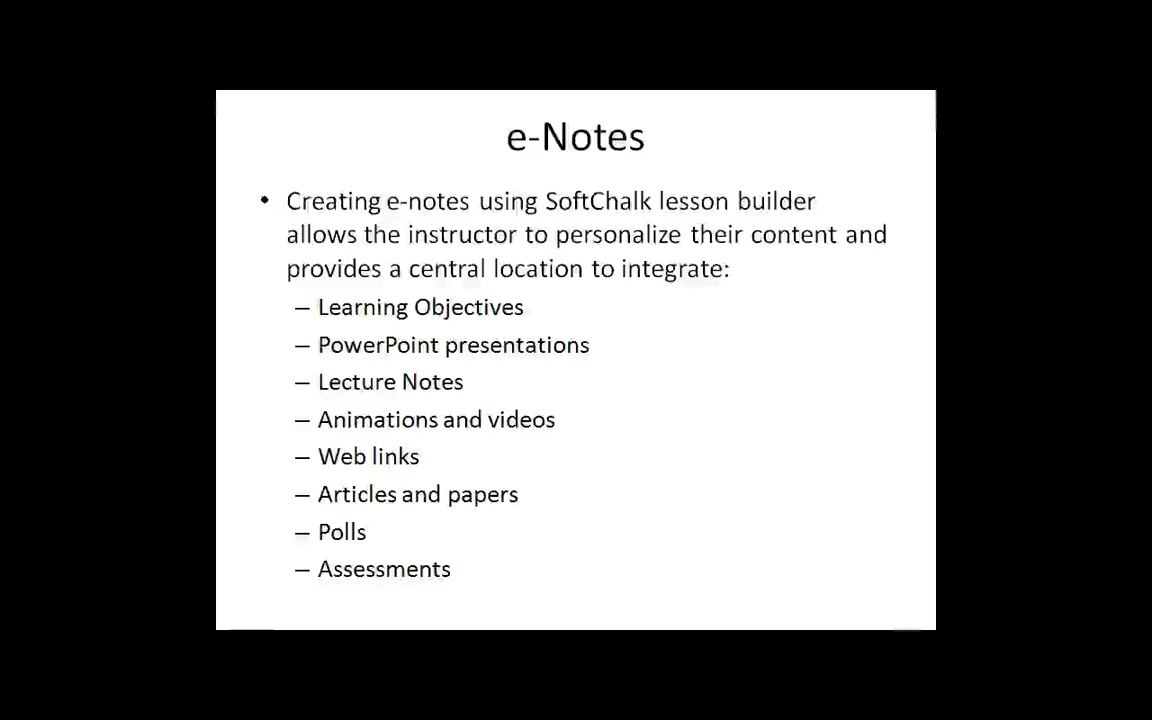 e-Notes
• Creating e-notes using SoftChalk lesson builder
allows the instructor to personalize their content and
provides a central location to integrate:
– Learning Objectives
– PowerPoint presentations
– Lecture Notes
– Animations and videos
– Web links
– Articles and papers
– Polls
– Assessments